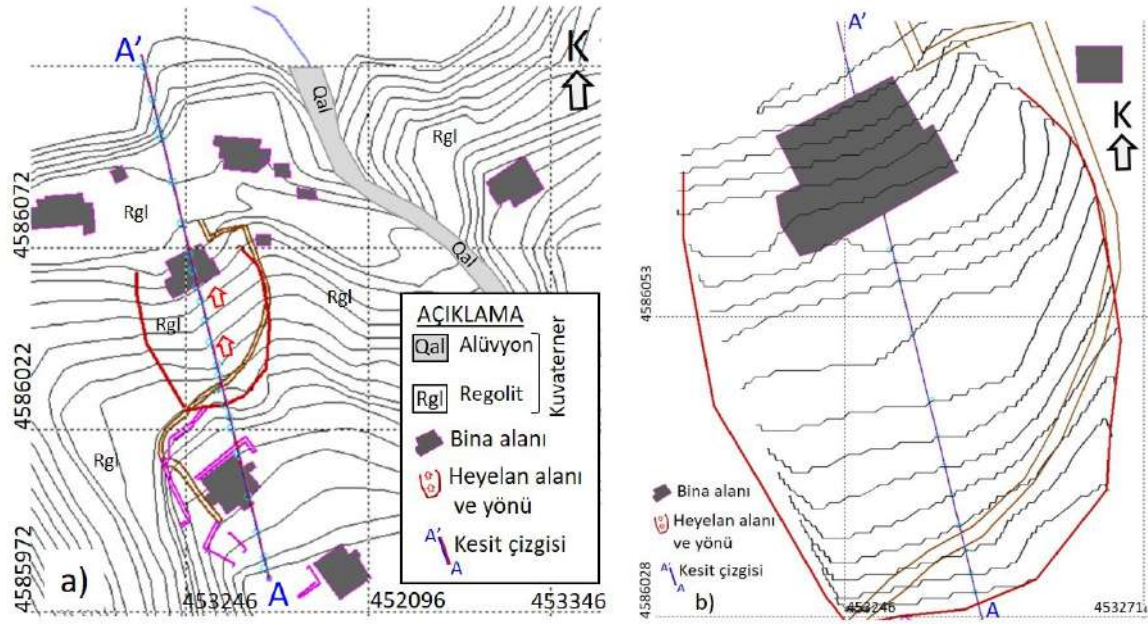 A'
K
Qal
Rgl
Rgl
Qal
Rgl
Rgl
Rgl
4586072
4586022
4585972
AÇIKLAMA
Qal Alüvyon
Rgl Regolit
Kuvaterner
Bina alanı
Heyelan alanı
ve yönü
A'
A
Kesit çizgisi
a)
A
453246
452096
453346
A'
K
4586053
4586028
Bina alanı
Heyelan alanı
ve yönü
A'
A
Kesit çizgisi
b)
453246
A
453271